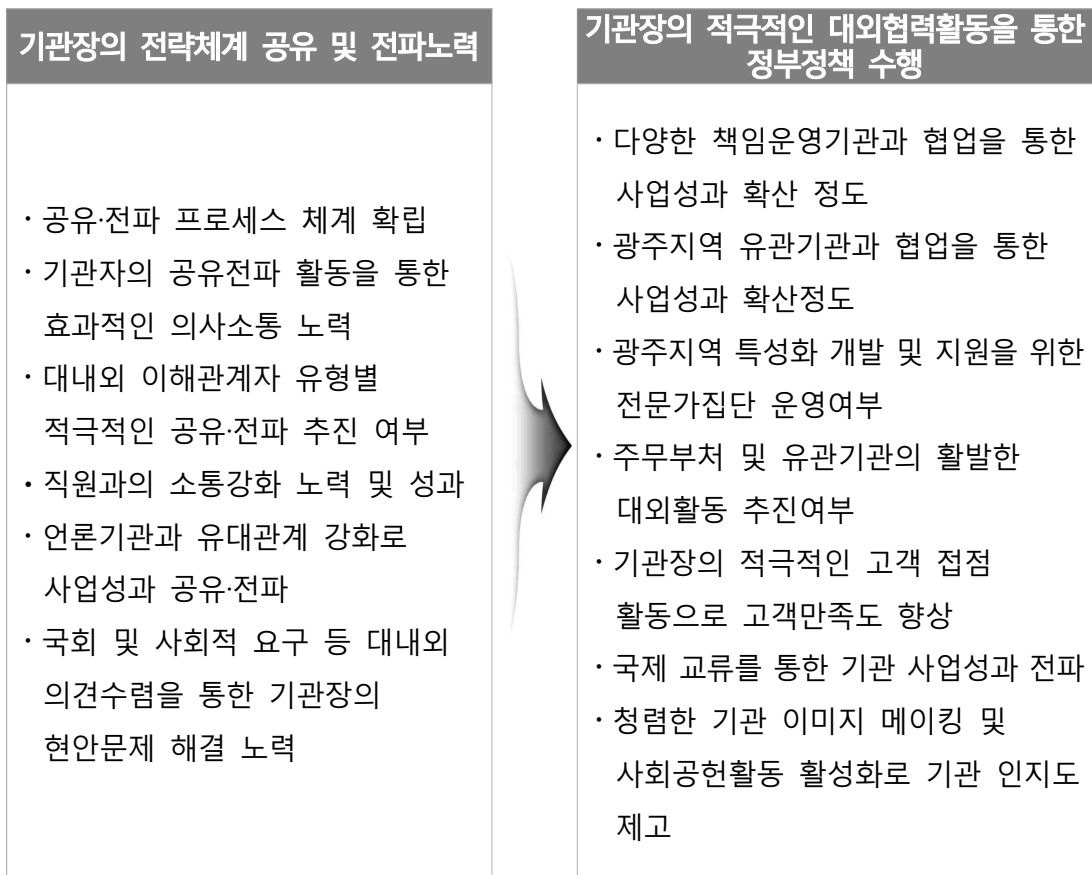 기관장의 전략체계 공유 및 전파노력
· 공유·전파 프로세스 체계 확립
· 기관자의 공유전파 활동을 통한
효과적인 의사소통 노력
· 대내외 이해관계자 유형별
적극적인 공유·전파 추진 여부
· 직원과의 소통강화 노력 및 성과
· 언론기관과 유대관계 강화로
사업성과 공유·전파
· 국회 및 사회적 요구 등 대내외
의견수렴을 통한 기관장의
현안문제 해결 노력
기관장의 적극적인 대외협력활동을 통한
정부정책 수행
· 다양한 책임운영기관과 협업을 통한
사업성과 확산 정도
· 광주지역 유관기관과 협업을 통한
사업성과 확산정도
· 광주지역 특성화 개발 및 지원을 위한
전문가집단 운영여부
· 주무부처 및 유관기관의 활발한
대외활동 추진여부
· 기관장의 적극적인 고객 접점
활동으로 고객만족도 향상
· 국제 교류를 통한 기관 사업성과 전파
· 청렴한 기관 이미지 메이킹 및
사회공헌활동 활성화로 기관 인지도
제고